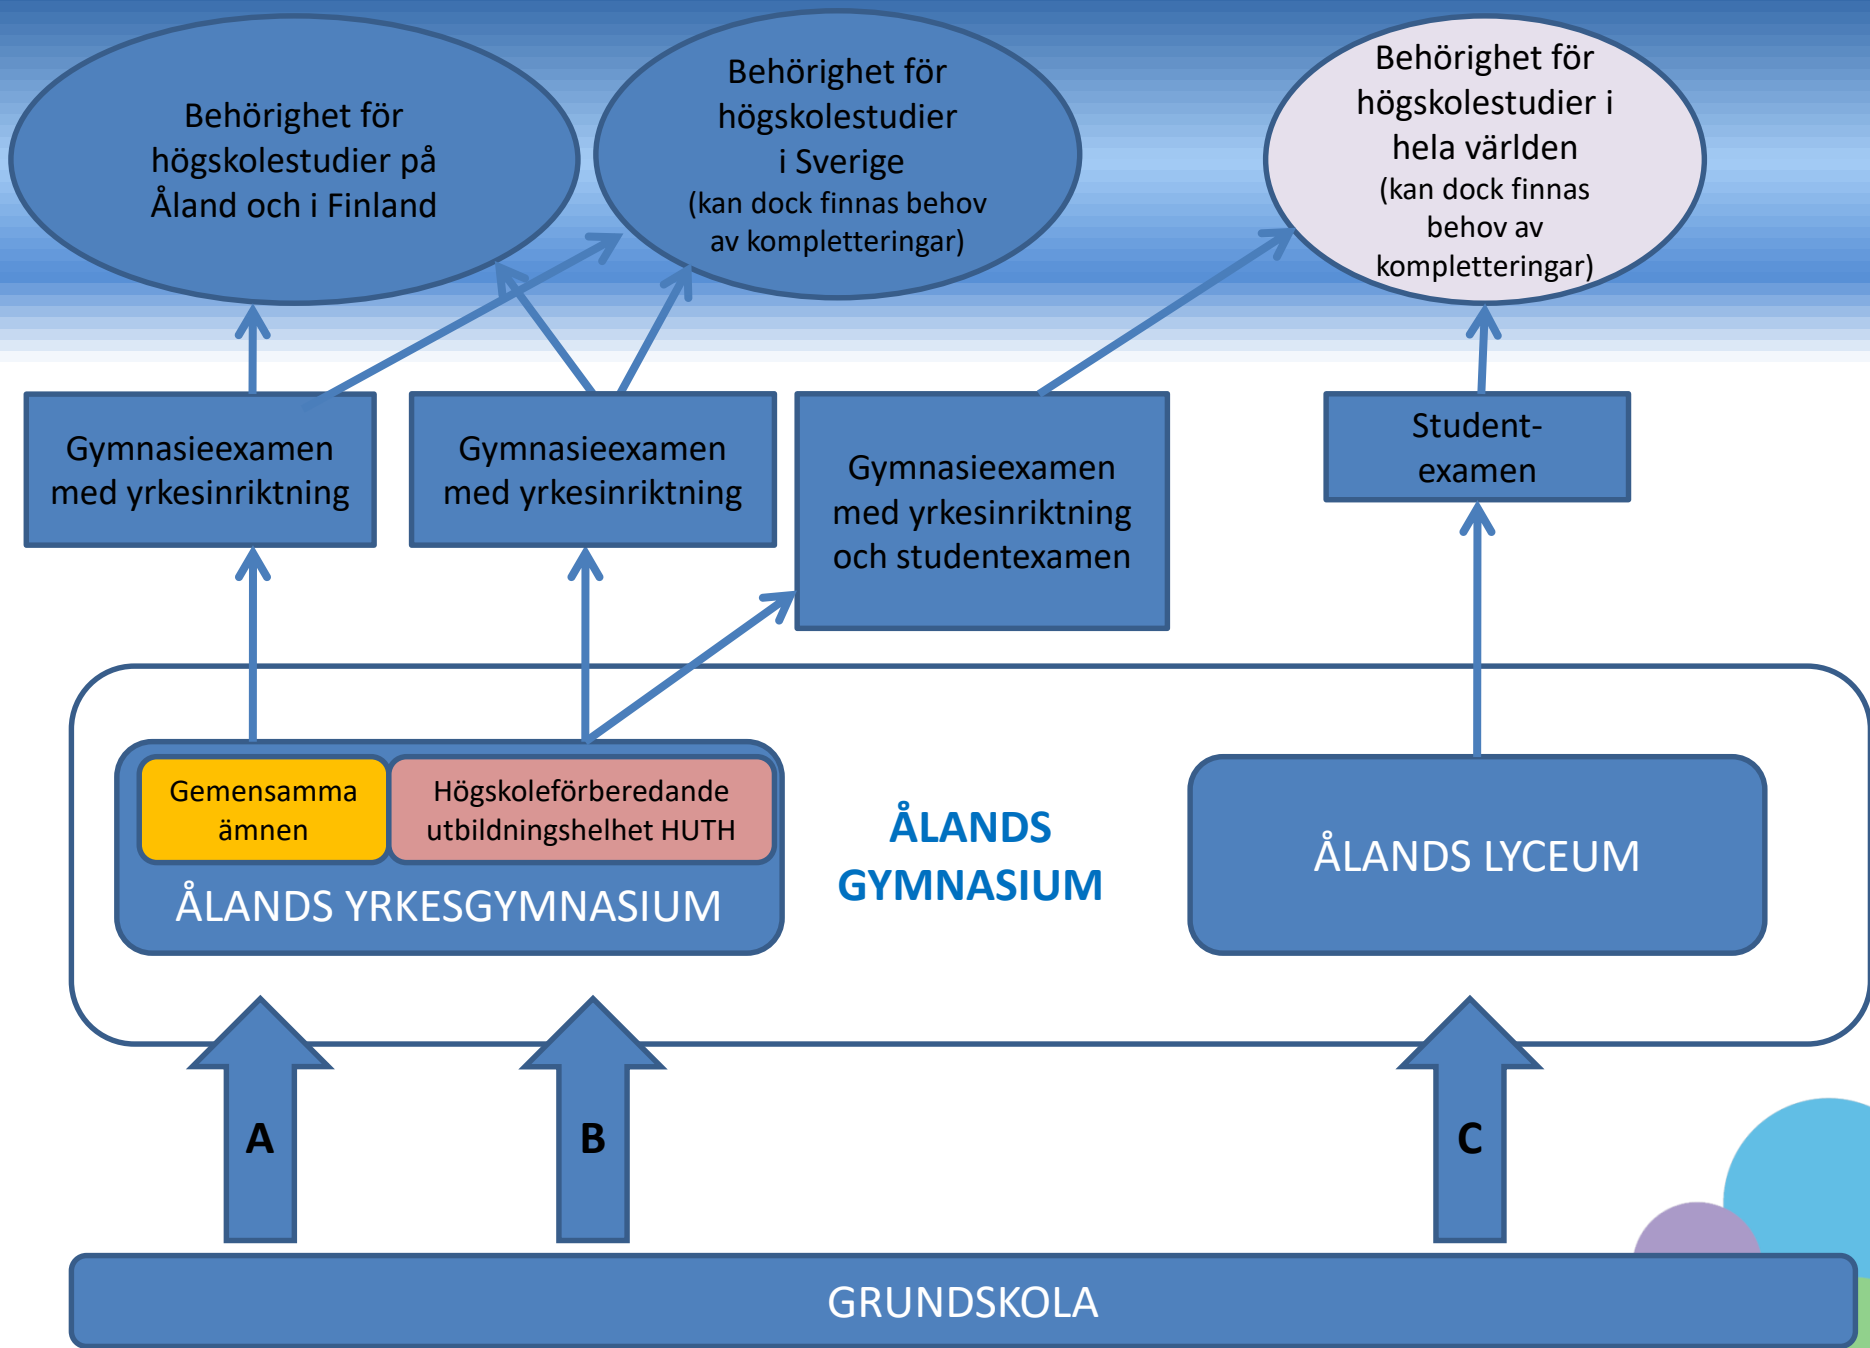 Behörighet för
högskolestudier på
Åland och i Finland
Behörighet för
högskolestudier
i Sverige
(kan dock finnas behov
av kompletteringar)
Behörighet för
högskolestudier i
hela världen
(kan dock finnas
behov av
kompletteringar)
Gymnasieexamen
med yrkesinriktning
Gymnasieexamen
med yrkesinriktning
Gymnasieexamen
med yrkesinriktning
och studentexamen
Student-
examen
Gemensamma
ämnen
Högskoleförberedande
utbildningshelhet HUTH
ÅLANDS YRKESGYMNASIUM
ÅLANDS
GYMNASIUM
ÅLANDS LYCEUM
A
B
C
GRUNDSKOLA